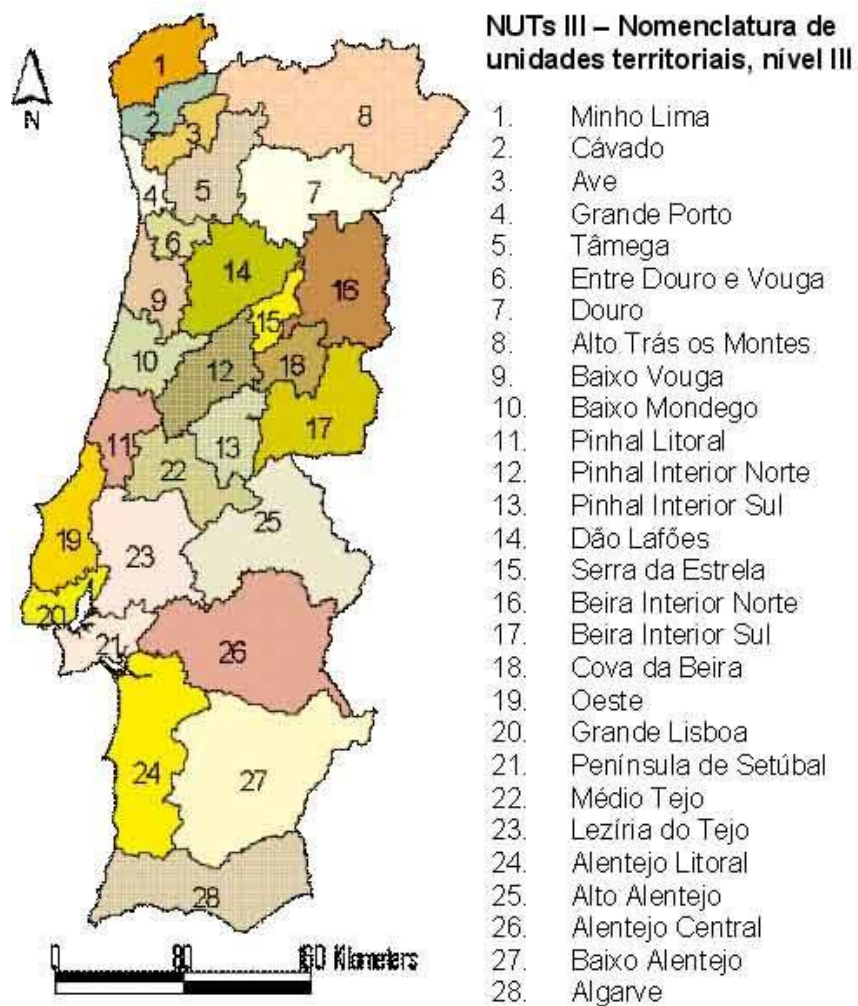 NUTs III – Nomenclatura de
unidades territoriais, nível III
N
1. Minho Lima
2. Cávado
3. Ave
4. Grande Porto
5. Tâmega
6. Entre Douro e Vouga
7. Douro
8. Alto Trás os Montes
9. Baixo Vouga
10. Baixo Mondego
11. Pinhal Litoral
12. Pinhal Interior Norte
13. Pinhal Interior Sul
14. Dão Lafões
15. Serra da Estrela
16. Beira Interior Norte
17. Beira Interior Sul
18. Cova da Beira
19. Oeste
20. Grande Lisboa
21. Península de Setúbal
22. Médio Tejo
23. Lezíria do Tejo
24. Alentejo Litoral
25. Alto Alentejo
26. Alentejo Central
27. Baixo Alentejo
28. Algarve
1
2
3
8
4
5
7
6
14
16
9
15
10
12
18
11
13
17
22
19
25
23
20
21
26
24
27
28
0 80 160 Kilometers